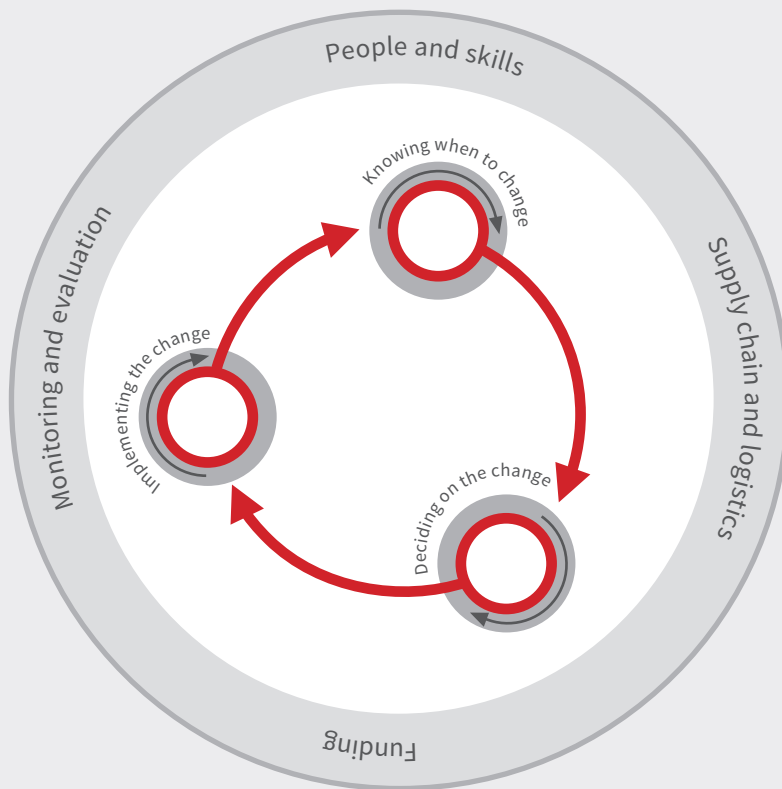 People and skills
Knowing when to change
Supply chain and logistics
Monitoring and evaluation
Implementing the change
Deciding on the change
Funding